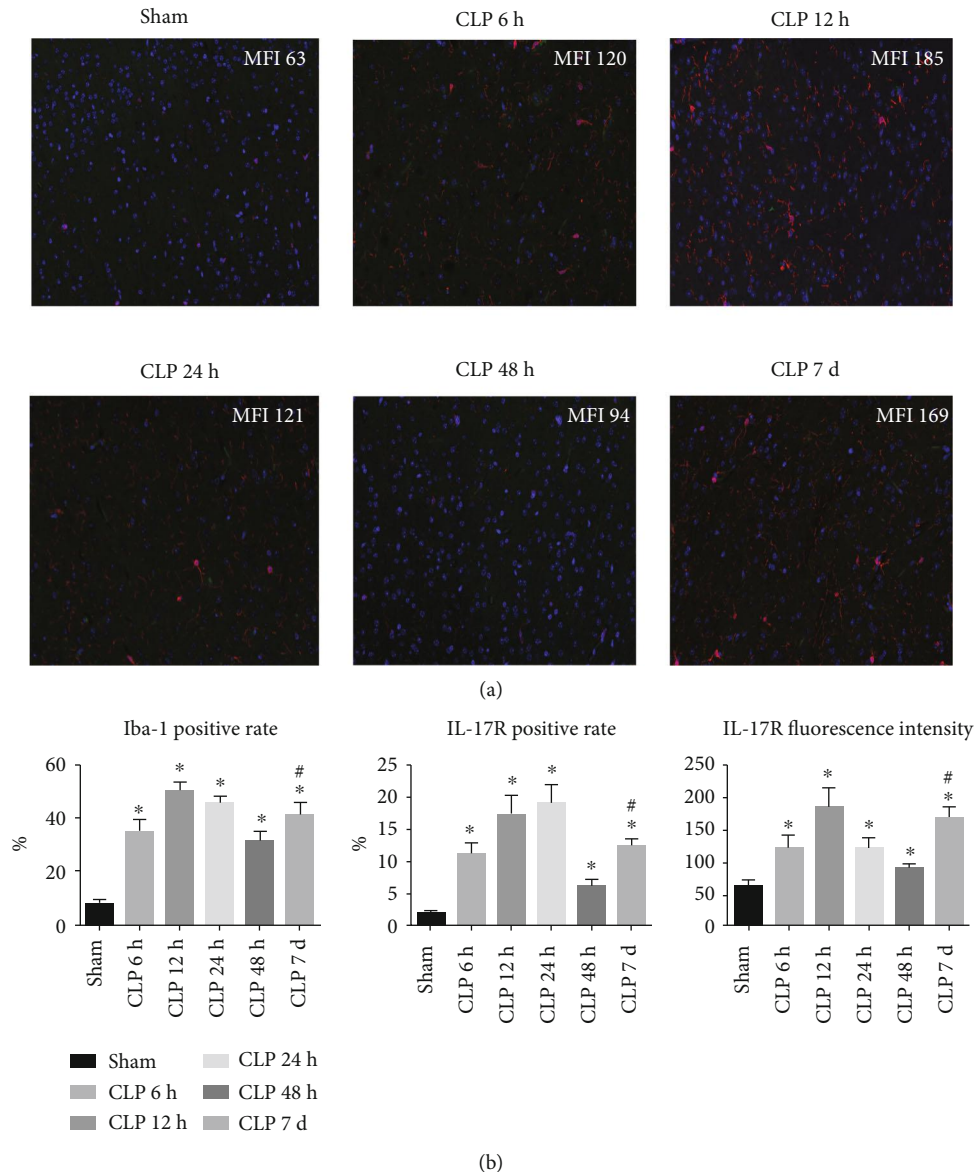 Sham
CLP 6 h
CLP 12 h
MFI 63
MFI 120
MFI 185
CLP 24 h
CLP 48 h
CLP 7 d
MFI 121
MFI 94
MFI 169
(a)
Iba-1 positive rate
60
40
20
0
%
*
*
*
*
#
*
Sham
CLP 6 h
CLP 12 h
CLP 24 h
CLP 48 h
CLP 7 d
IL-17R positive rate
25
20
15
10
5
0
%
*
*
*
*
#
*
Sham
CLP 6 h
CLP 12 h
CLP 24 h
CLP 48 h
CLP 7 d
IL-17R fluorescence intensity
250
200
150
100
50
0
*
*
*
*
#
*
Sham
CLP 6 h
CLP 12 h
CLP 24 h
CLP 48 h
CLP 7 d
Sham
CLP 6 h
CLP 12 h
CLP 24 h
CLP 48 h
CLP 7 d
(b)